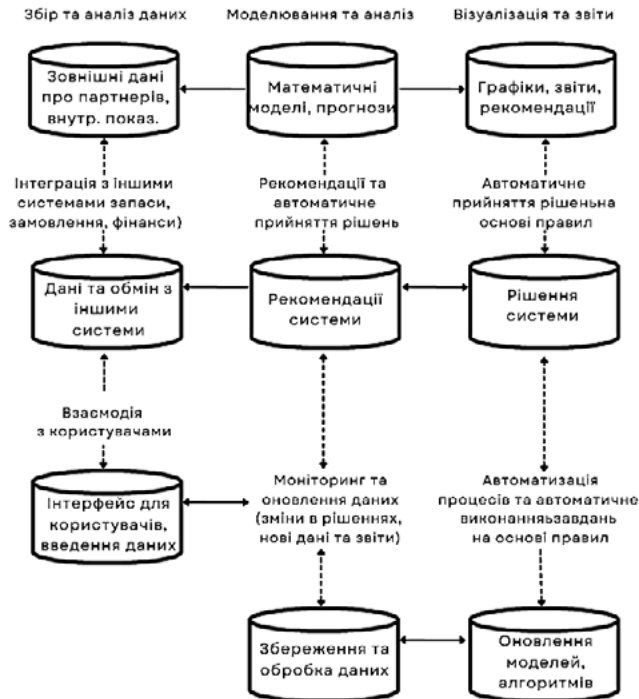 Збір та аналіз даних
Моделювання та аналіз
Візуалізація та звіти
Зовнішні дані
про партнерів,
внутр. показ.
Математичні
моделі, прогнози
Графіки, звіти,
рекомендації
Інтеграція з іншими
системами запаси,
замовлення, фінанси)
Рекомендації та
автоматичне
прийняття рішень
Автоматичне
прийняття рішеньна
основі правил
Дані та обмін з
іншими
системи
Рекомендації
системи
Рішення
системи
Взаємодія
з користувачами
Інтерфейс для
користувачів,
введення даних
Моніторинг та
оновлення даних
(зміни в рішеннях,
нові дані та звіти)
Автоматизація
процесів та автоматичне
виконанняьзавдань
на основі правил
Збереження та
обробка даних
Оновлення
моделей,
алгоритмів